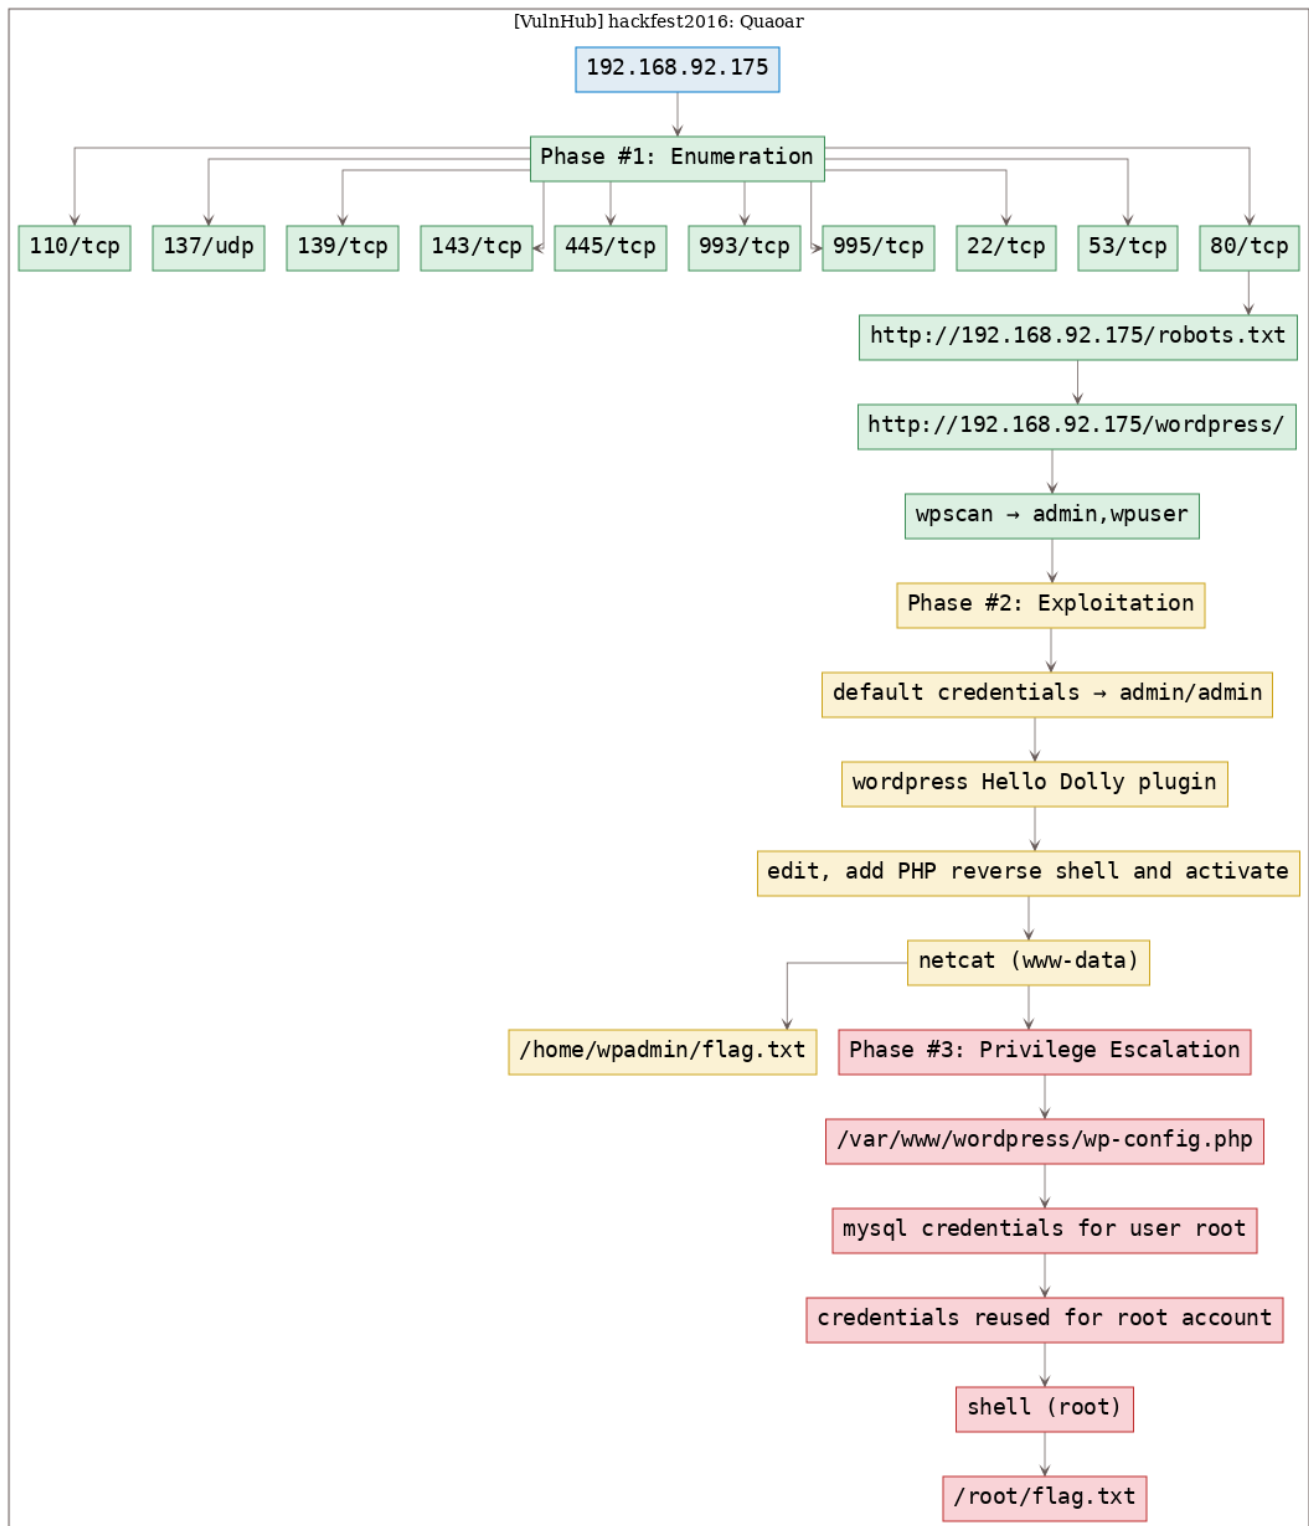 [VulnHub] hackfest2016: Quaoar
192.168.92.175
Phase #1: Enumeration
110/tcp
137/udp
139/tcp
143/tcp
445/tcp
993/tcp
995/tcp
22/tcp
53/tcp
80/tcp
http://192.168.92.175/robots.txt
http://192.168.92.175/wordpress/
wpscan → admin,wpuser
Phase #2: Exploitation
default credentials → admin/admin
wordpress Hello Dolly plugin
edit, add PHP reverse shell and activate
netcat (www-data)
/home/wpadmin/flag.txt
Phase #3: Privilege Escalation
/var/www/wordpress/wp-config.php
mysql credentials for user root
credentials reused for root account
shell (root)
/root/flag.txt